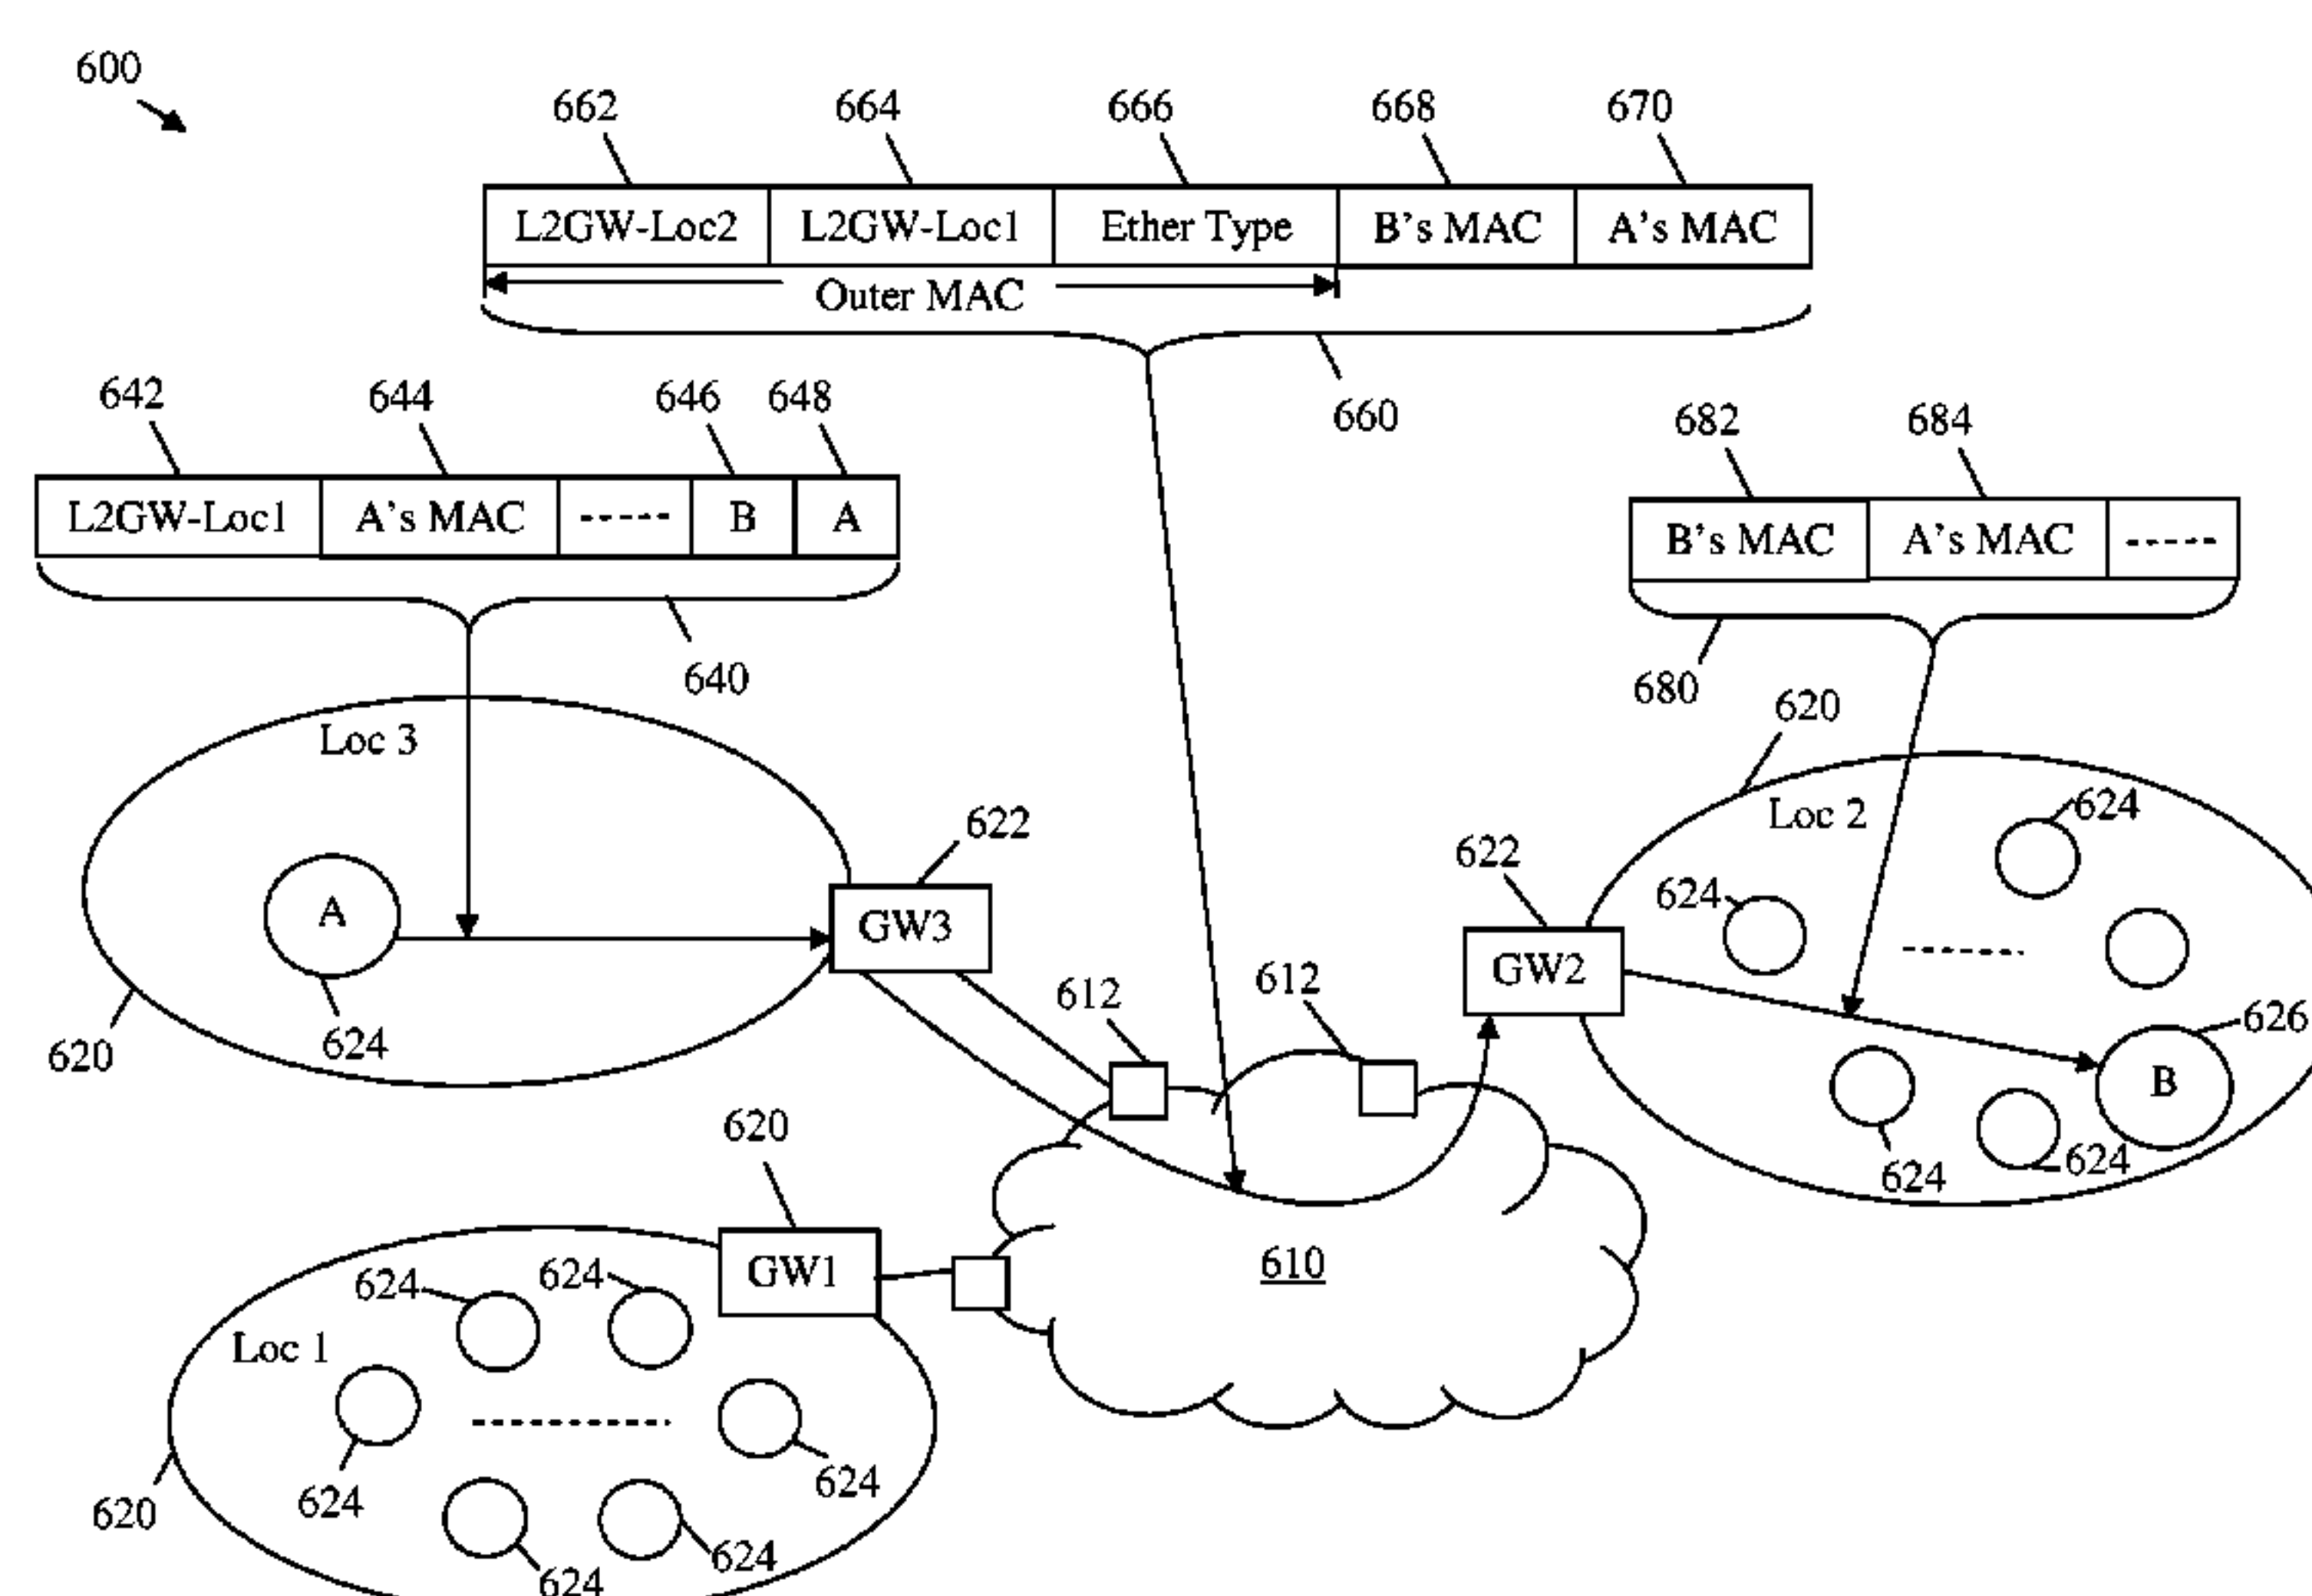 600
662 664 666 668 670
L2GW-Loc2 L2GW-Loc1 Ether Type B's MAC A's MAC
Outer MAC
660
642 644 646 648
L2GW-Loc1 A's MAC ----- B A
640
682 684
B's MAC A's MAC -----
680
620
Loc 3
A
624
620
622
GW3
612
612
622
GW2
Loc 2
624
624
626
B
624
624
620
GW1
610
Loc 1
624
624
624
624
620
624
624